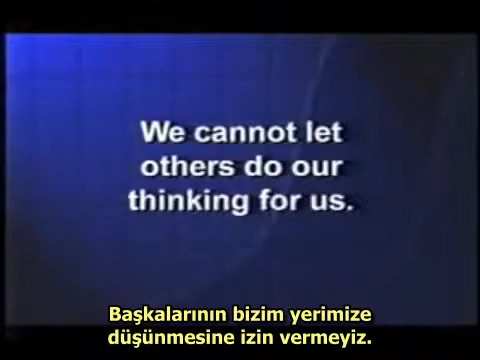 We cannot let
others do our
thinking for us.
Başkalarının bizim yerimize
düşünmesine izin vermeyiz.